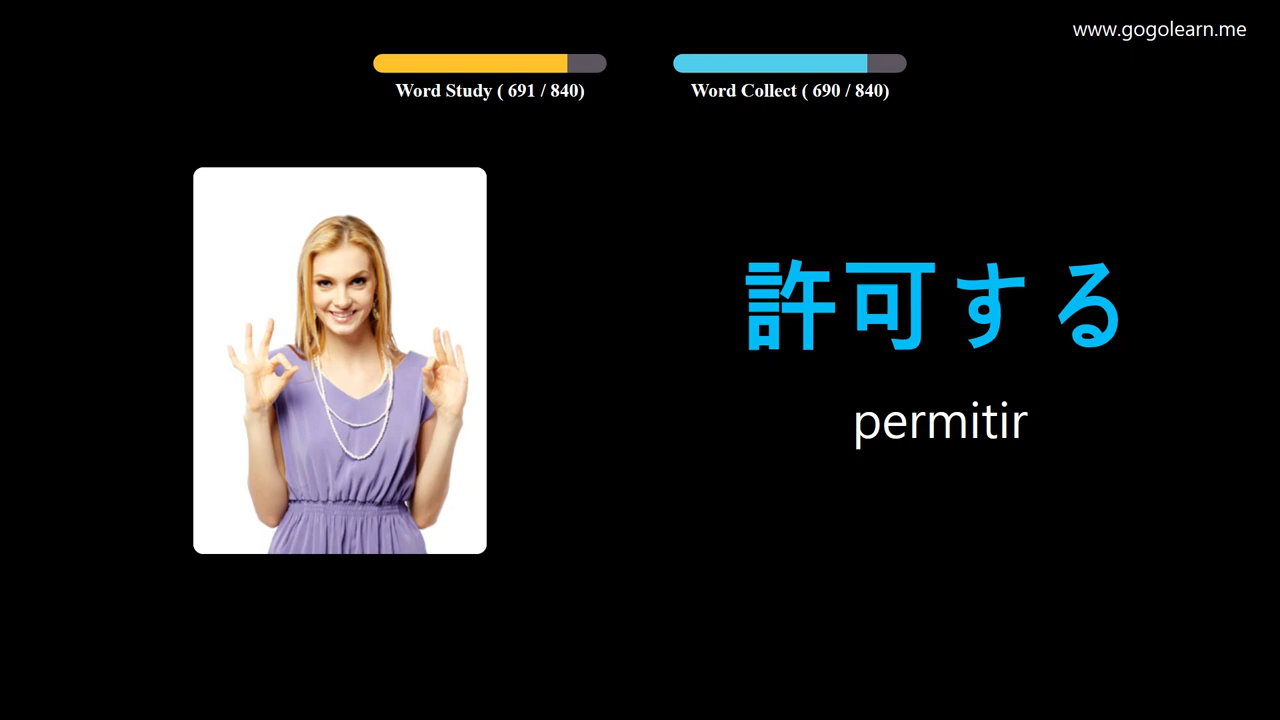 www.gogolearn.me
Word Study ( 691 / 840)
Word Collect ( 690 / 840)
許可する
permitir